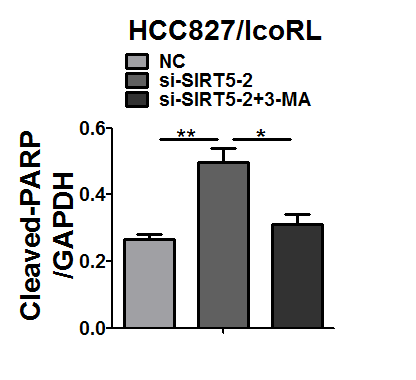 HCC827/IcoRL
NC
si-SIRT5-2
si-SIRT5-2+3-MA
Cleaved-PARP
/GAPDH
0.6
0.4
0.2
0.0
**
*